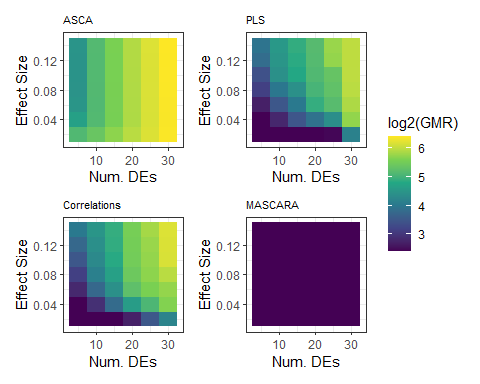 ASCA
PLS
Effect Size
0.12
0.08
0.04
10 20 30
Num. DEs
Effect Size
0.12
0.08
0.04
10 20 30
Num. DEs
Correlations
MASCARA
Effect Size
0.12
0.08
0.04
10 20 30
Num. DEs
Effect Size
0.12
0.08
0.04
10 20 30
Num. DEs
log2(GMR)
6
5
4
3